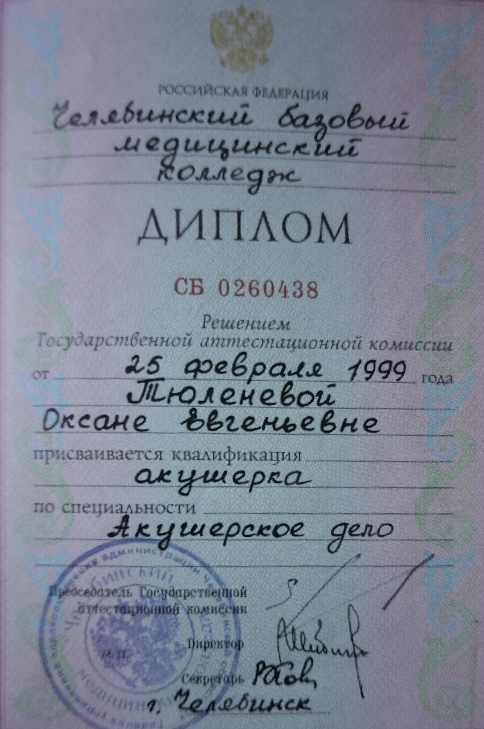 РОССИЙСКАЯ ФЕДЕРАЦИЯ
Челябинский базовый
медицинский
колледж
ДИПЛОМ
СБ 0260438
Решением
Государственной аттестационной комиссии
от 25 февраля 1999 года
Тюленевой
Оксане Евгеньевне
присваивается квалификация
акушерка
по специальности
Акушерское дело
Председатель Государственной
аттестационной комиссии
Директор
Секретарь
г. Челябинск